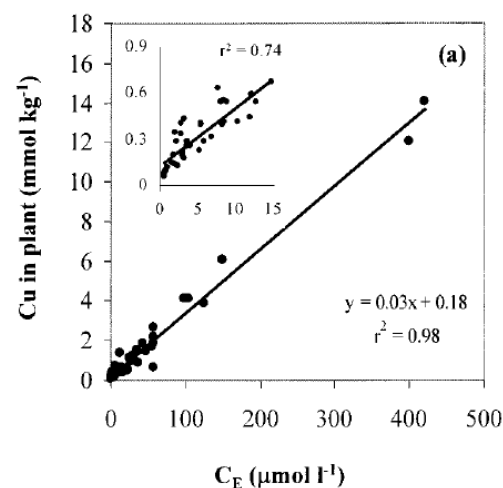 18
16
14
12
10
8
6
4
2
0
Cu in plant (mmol kg⁻¹)
(a)
0.9
0.6
0.3
0
r² = 0.74
0 5 10 15
y = 0.03x + 0.18
r² = 0.98
0 100 200 300 400 500
C_E (μmol l⁻¹)